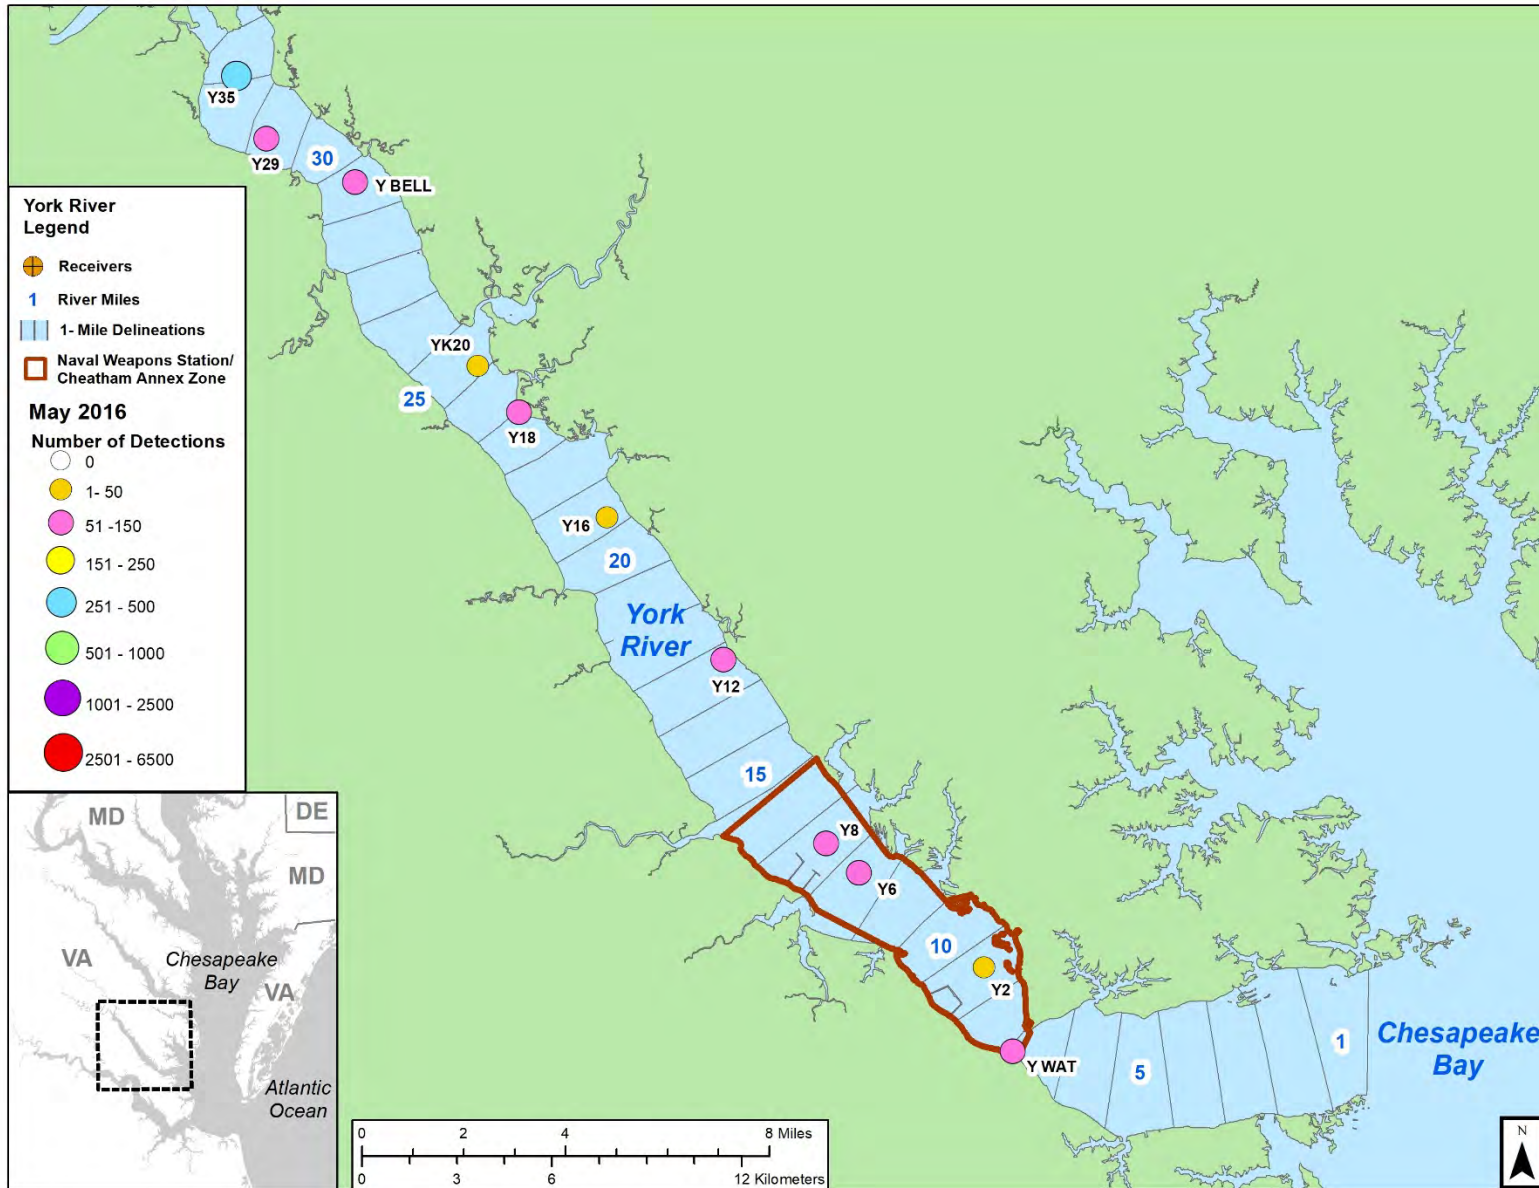 Y35
Y29
30
Y BELL
York River
Legend
Receivers
1 River Miles
1- Mile Delineations
Naval Weapons Station/
Cheatham Annex Zone
May 2016
Number of Detections
0
1- 50
51 -150
151 - 250
251 - 500
501 - 1000
1001 - 2500
2501 - 6500
YK20
25
Y18
Y16
20
York
River
Y12
15
Y8
Y6
10
Y2
Y WAT
5
1
Chesapeake
Bay
MD
DE
MD
VA
Chesapeake
Bay
VA
Atlantic
Ocean
0 2 4 8 Miles
0 3 6 12 Kilometers
N